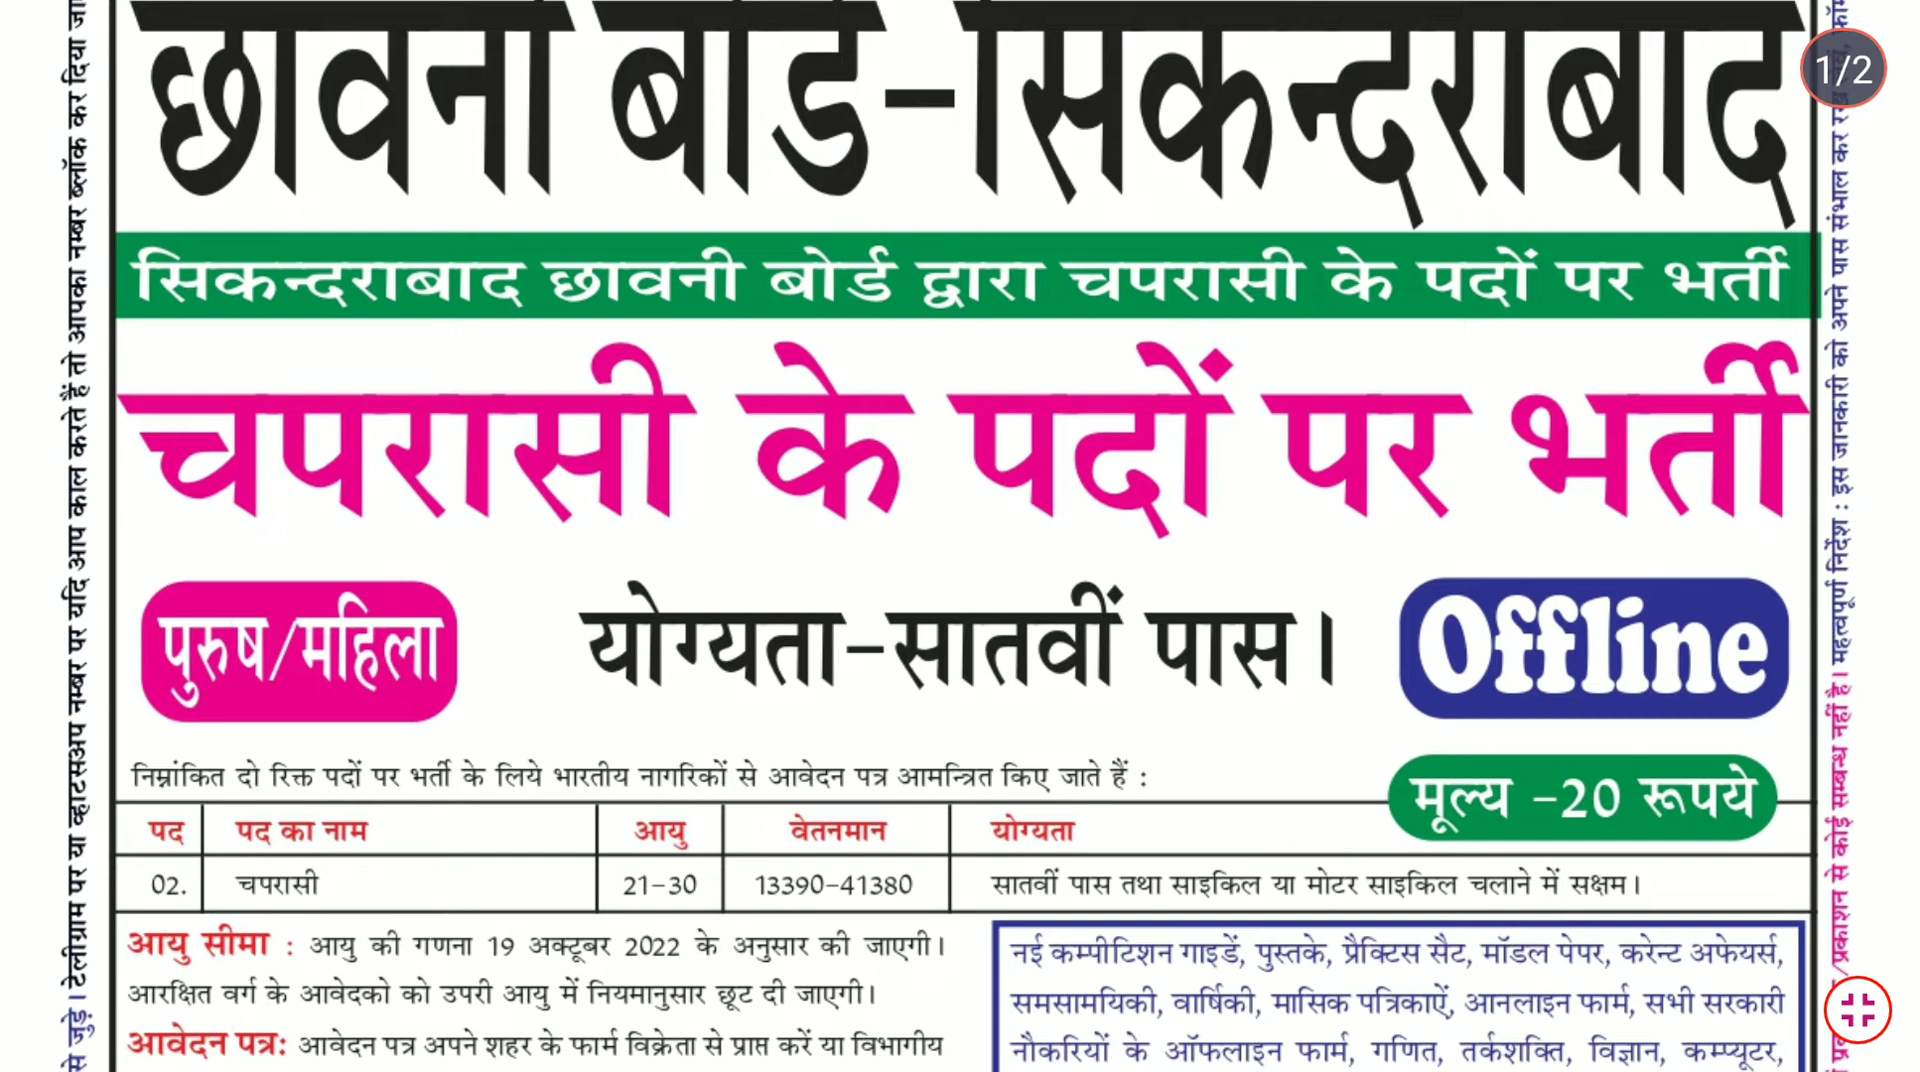 छावनी बोर्ड-सिकन्दराबाद
1/2
सिकन्दराबाद छावनी बोर्ड द्वारा चपरासी के पदों पर भर्ती
चपरासी के पदों पर भर्ती
पुरुष/महिला
योग्यता-सातवीं पास।
Offline
निम्नांकित दो रिक्त पदों पर भर्ती के लिये भारतीय नागरिकों से आवेदन पत्र आमन्त्रित किए जाते हैं :
मूल्य -20 रूपये
पद पद का नाम आयु वेतनमान योग्यता
02. चपरासी 21-30 13390-41380 सातवीं पास तथा साइकिल या मोटर साइकिल चलाने में सक्षम।
आयु सीमा : आयु की गणना 19 अक्टूबर 2022 के अनुसार की जाएगी।
आरक्षित वर्ग के आवेदको को उपरी आयु में नियमानुसार छूट दी जाएगी।
आवेदन पत्र: आवेदन पत्र अपने शहर के फार्म विक्रेता से प्राप्त करें या विभागीय
नई कम्पीटिशन गाइडें, पुस्तके, प्रैक्टिस सैट, मॉडल पेपर, करेन्ट अफेयर्स,
समसामयिकी, वार्षिकी, मासिक पत्रिकाऐं, आनलाइन फार्म, सभी सरकारी
नौकरियों के ऑफलाइन फार्म, गणित, तर्कशक्ति, विज्ञान, कम्प्यूटर,
से जुड़े। टेलीग्राम पर या व्हाटसअप नम्बर पर यदि आप काल करते हैं तो आपका नम्बर ब्लॉक कर दिया
प्रकाशन से कोई सम्बन्ध नहीं है। महत्वपूर्ण निर्देश : इस जानकारी को अपने पास संभाल कर